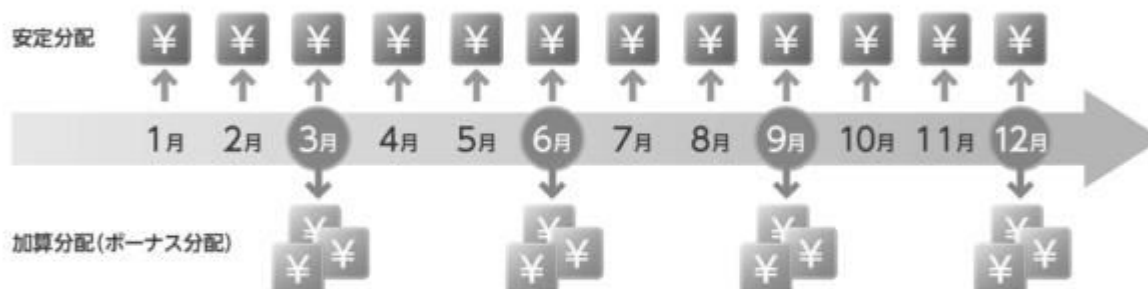 安定分配 ¥ ¥ ¥ ¥ ¥ ¥ ¥ ¥ ¥ ¥ ¥ ¥
1月 2月 3月 4月 5月 6月 7月 8月 9月 10月 11月 12月
¥ ¥ ¥ ¥
加算分配(ボーナス分配) ¥ ¥ ¥ ¥ ¥ ¥ ¥ ¥